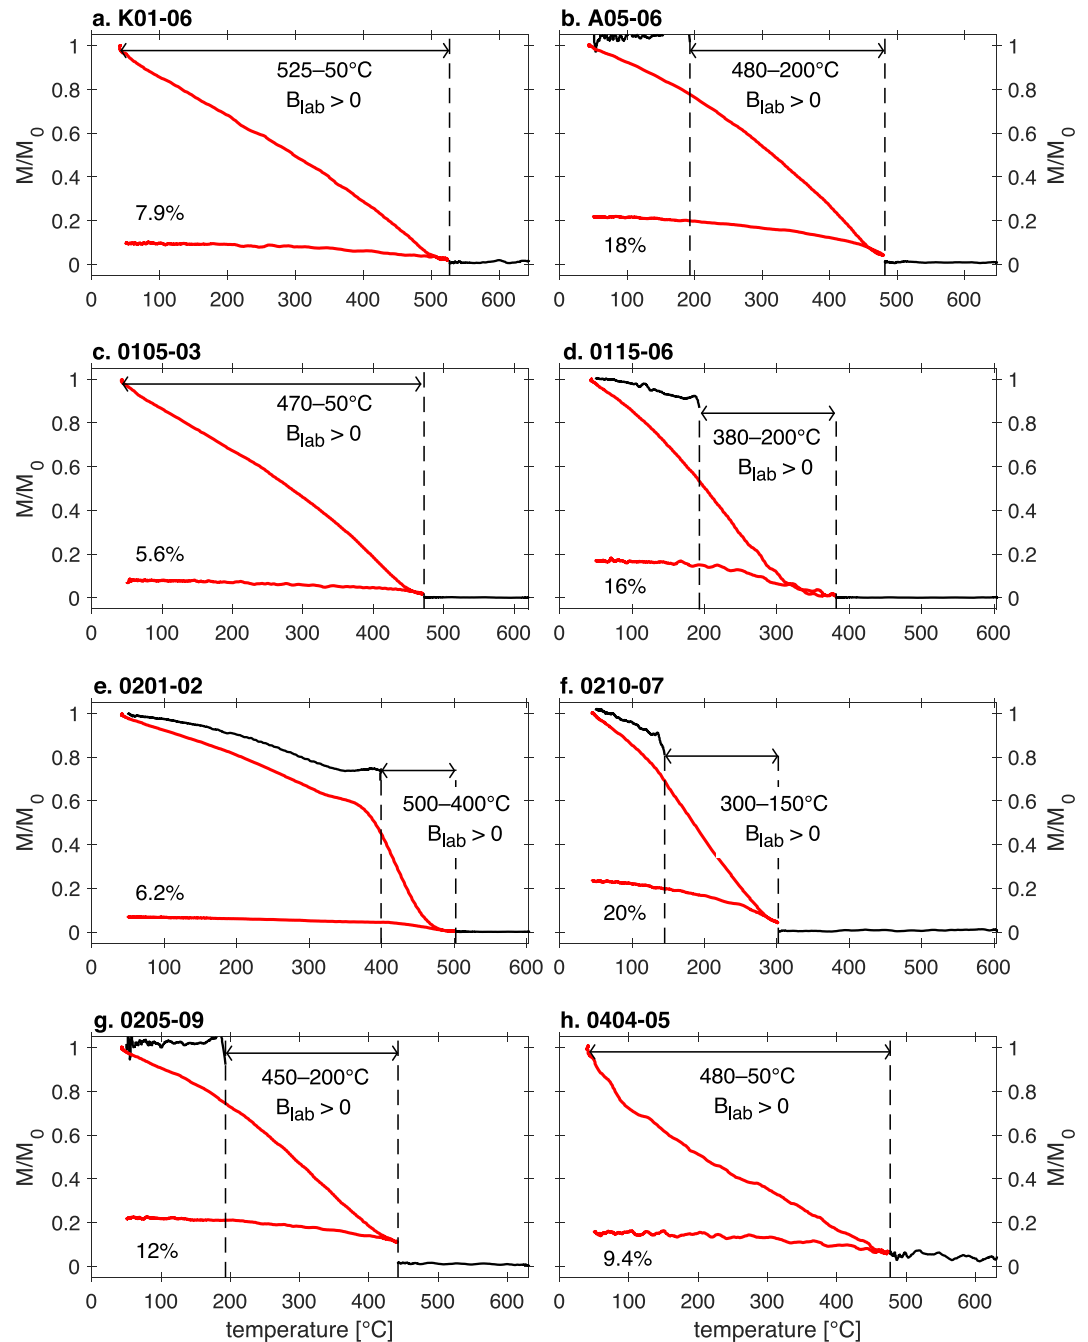 a. K01-06
525–50°C
B_lab > 0
7.9%
M/M_0
1
0.8
0.6
0.4
0.2
0
0 100 200 300 400 500 600
b. A05-06
480–200°C
B_lab > 0
18%
M/M_0
1
0.8
0.6
0.4
0.2
0
0 100 200 300 400 500 600
c. 0105-03
470–50°C
B_lab > 0
5.6%
M/M_0
1
0.8
0.6
0.4
0.2
0
0 100 200 300 400 500 600
d. 0115-06
380–200°C
B_lab > 0
16%
M/M_0
1
0.8
0.6
0.4
0.2
0
0 100 200 300 400 500 600
e. 0201-02
500–400°C
B_lab > 0
6.2%
M/M_0
1
0.8
0.6
0.4
0.2
0
0 100 200 300 400 500 600
f. 0210-07
300–150°C
B_lab > 0
20%
M/M_0
1
0.8
0.6
0.4
0.2
0
0 100 200 300 400 500 600
g. 0205-09
450–200°C
B_lab > 0
12%
M/M_0
1
0.8
0.6
0.4
0.2
0
0 100 200 300 400 500 600
temperature [°C]
h. 0404-05
480–50°C
B_lab > 0
9.4%
M/M_0
1
0.8
0.6
0.4
0.2
0
0 100 200 300 400 500 600
temperature [°C]